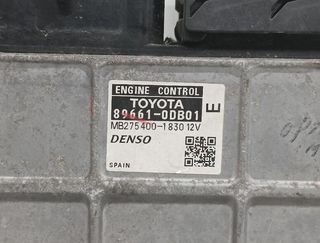 ENGINE CONTROL
TOYOTA
89661-0DB01
E
MB275400-1830 12V
DENSO
SPAIN